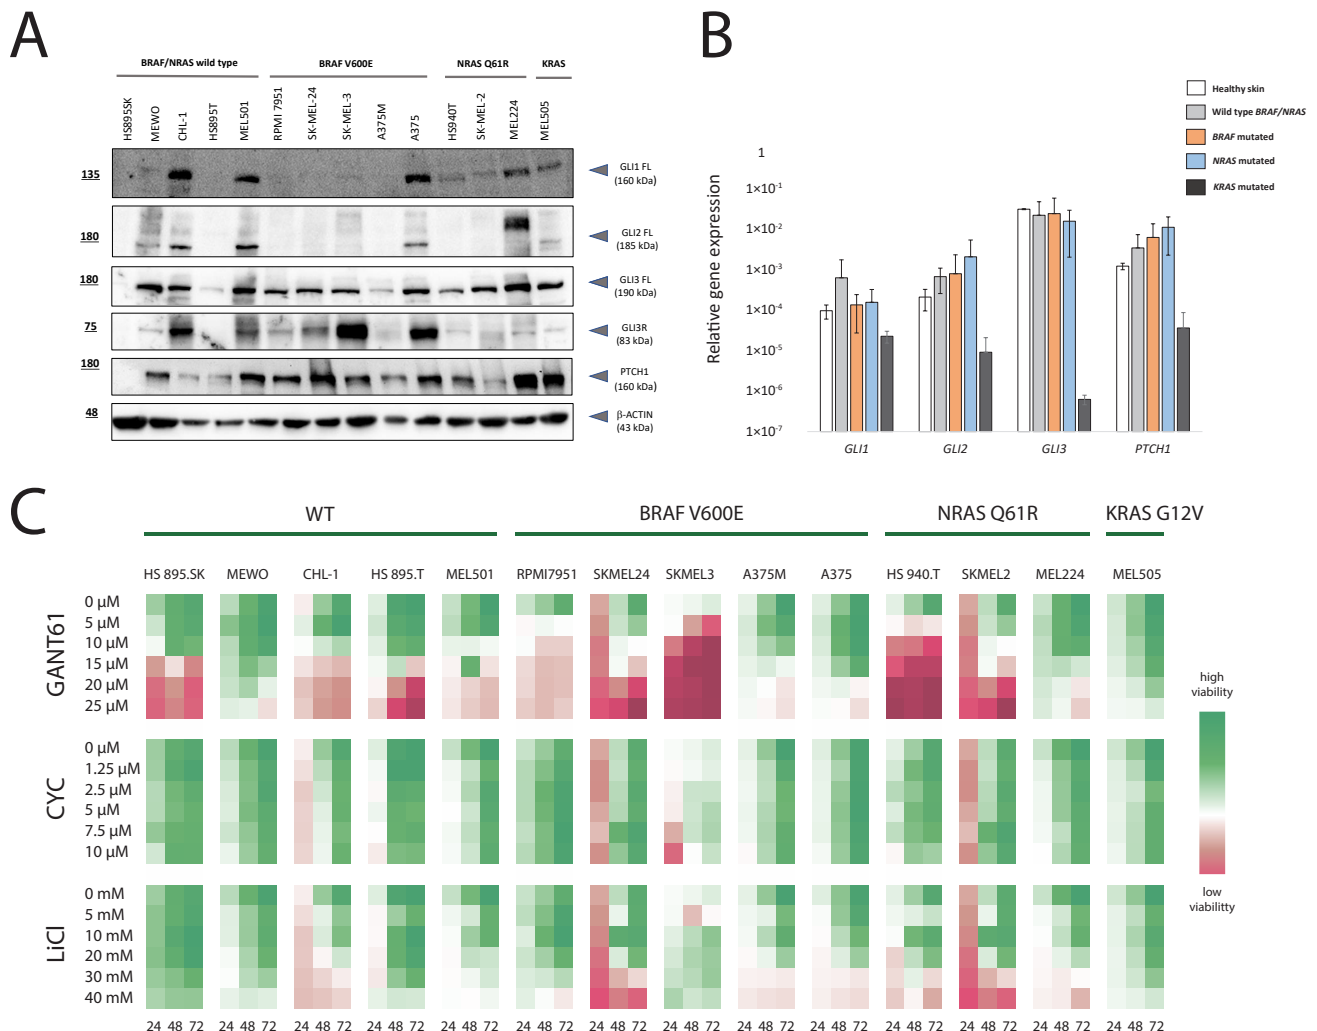 A
BRAF/NRAS wild type
BRAF V600E
NRAS Q61R
KRAS
HS895SK
MEWO
CHL-1
HS895T
MEL501
RPMI 7951
SK-MEL-24
SK-MEL-3
A375M
A375
HS940T
SK-MEL-2
MEL224
MEL505
135
GLI1 FL
(160 kDa)
180
GLI2 FL
(185 kDa)
180
GLI3 FL
(190 kDa)
75
GLI3R
(83 kDa)
180
PTCH1
(160 kDa)
48
β-ACTIN
(43 kDa)
B
Healthy skin
Wild type BRAF/NRAS
BRAF mutated
NRAS mutated
KRAS mutated
Relative gene expression
1
1×10⁻¹
1×10⁻²
1×10⁻³
1×10⁻⁴
1×10⁻⁵
1×10⁻⁶
1×10⁻⁷
GLI1 GLI2 GLI3 PTCH1
C
WT BRAF V600E NRAS Q61R KRAS G12V
HS 895.SK MEWO CHL-1 HS 895.T MEL501 RPMI7951 SKMEL24 SKMEL3 A375M A375 HS 940.T SKMEL2 MEL224 MEL505
GANT61
0 µM
5 µM
10 µM
15 µM
20 µM
25 µM
CYC
0 µM
1.25 µM
2.5 µM
5 µM
7.5 µM
10 µM
LiCl
0 mM
5 mM
10 mM
20 mM
30 mM
40 mM
24 48 72 24 48 72 24 48 72 24 48 72 24 48 72 24 48 72 24 48 72 24 48 72 24 48 72 24 48 72 24 48 72 24 48 72 24 48 72 24 48 72
high
viability
low
viabilitty